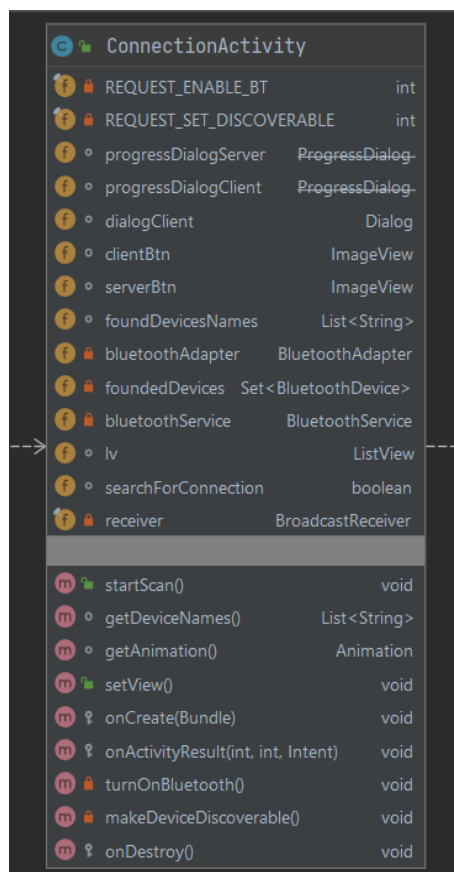 C ConnectionActivity
f REQUEST_ENABLE_BT int
f REQUEST_SET_DISCOVERABLE int
f progressDialogServer ProgressDialog
f progressDialogClient ProgressDialog
f dialogClient Dialog
f clientBtn ImageView
f serverBtn ImageView
f foundDevicesNames List<String>
f bluetoothAdapter BluetoothAdapter
f foundedDevices Set<BluetoothDevice>
f bluetoothService BluetoothService
f lv ListView
f searchForConnection boolean
f receiver BroadcastReceiver
m startScan() void
m getDeviceNames() List<String>
m getAnimation() Animation
m setView() void
m onCreate(Bundle) void
m onActivityResult(int, int, Intent) void
m turnOnBluetooth() void
m makeDeviceDiscoverable() void
m onDestroy() void